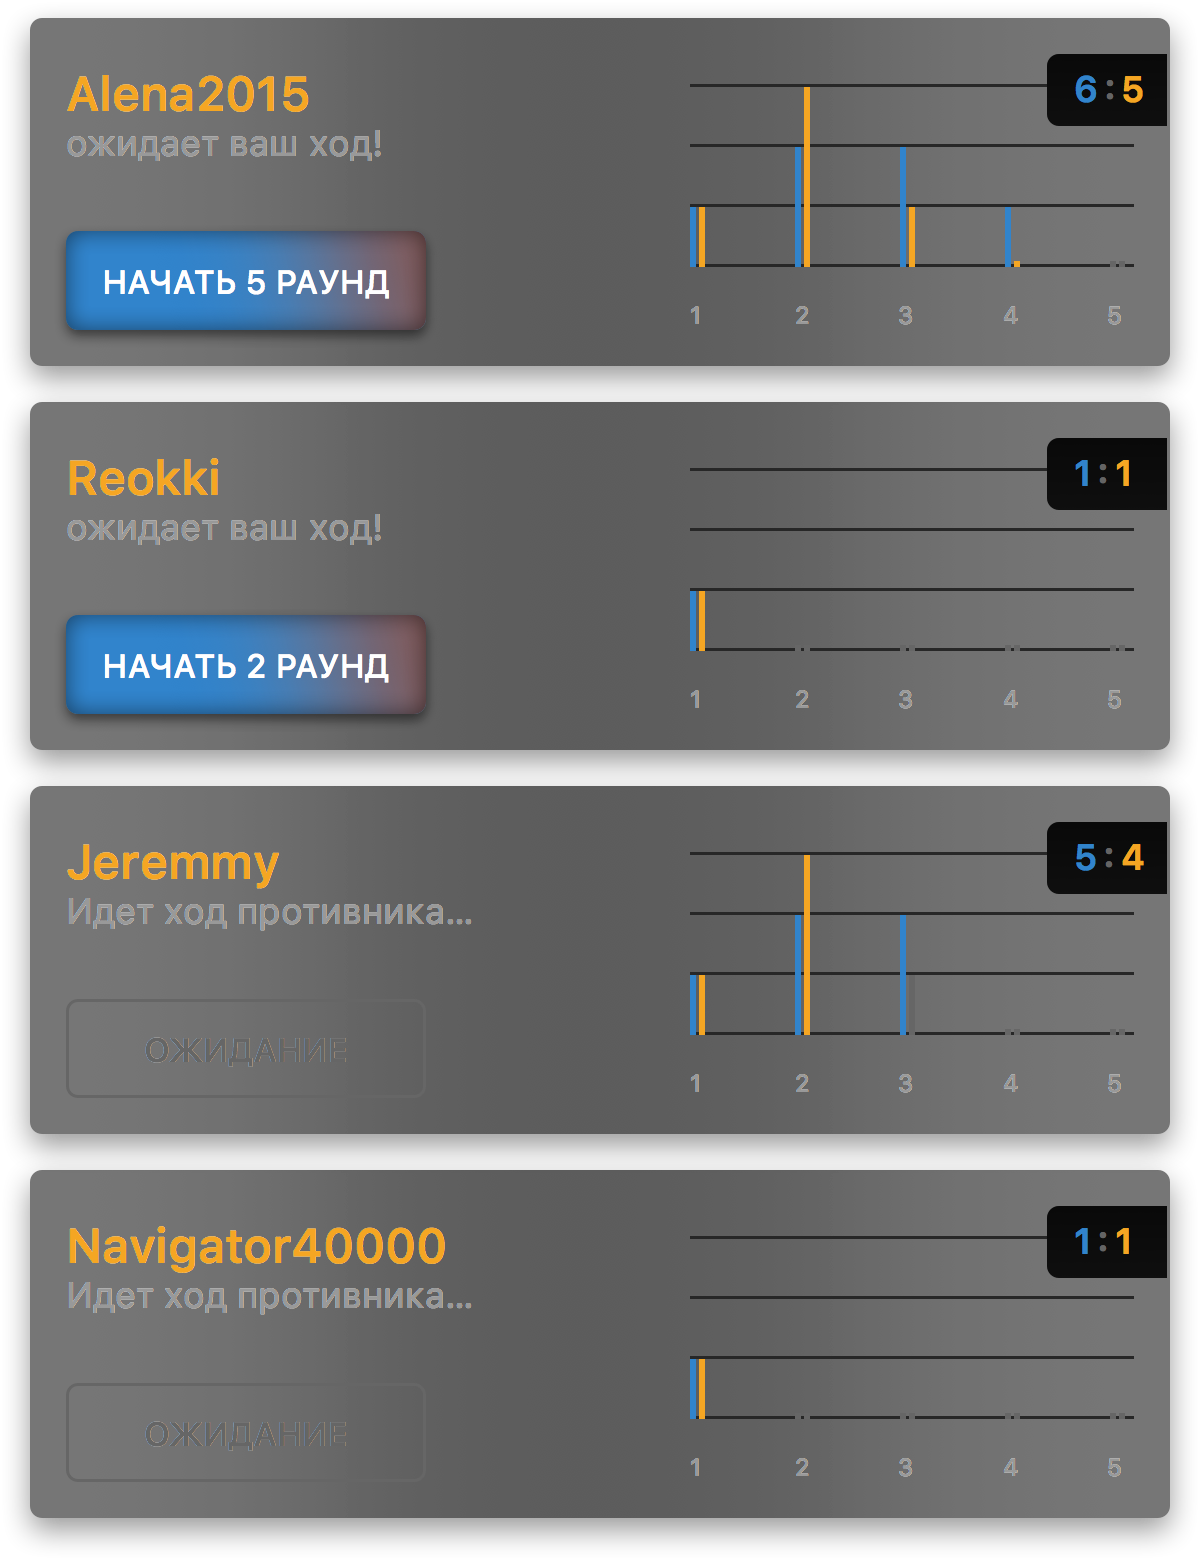 Alena2015
ожидает ваш ход!
НАЧАТЬ 5 РАУНД
6:5
1 2 3 4 5
Reokki
ожидает ваш ход!
НАЧАТЬ 2 РАУНД
1:1
1 2 3 4 5
Jeremmy
Идет ход противника...
ОЖИДАНИЕ
5:4
1 2 3 4 5
Navigator40000
Идет ход противника...
ОЖИДАНИЕ
1:1
1 2 3 4 5